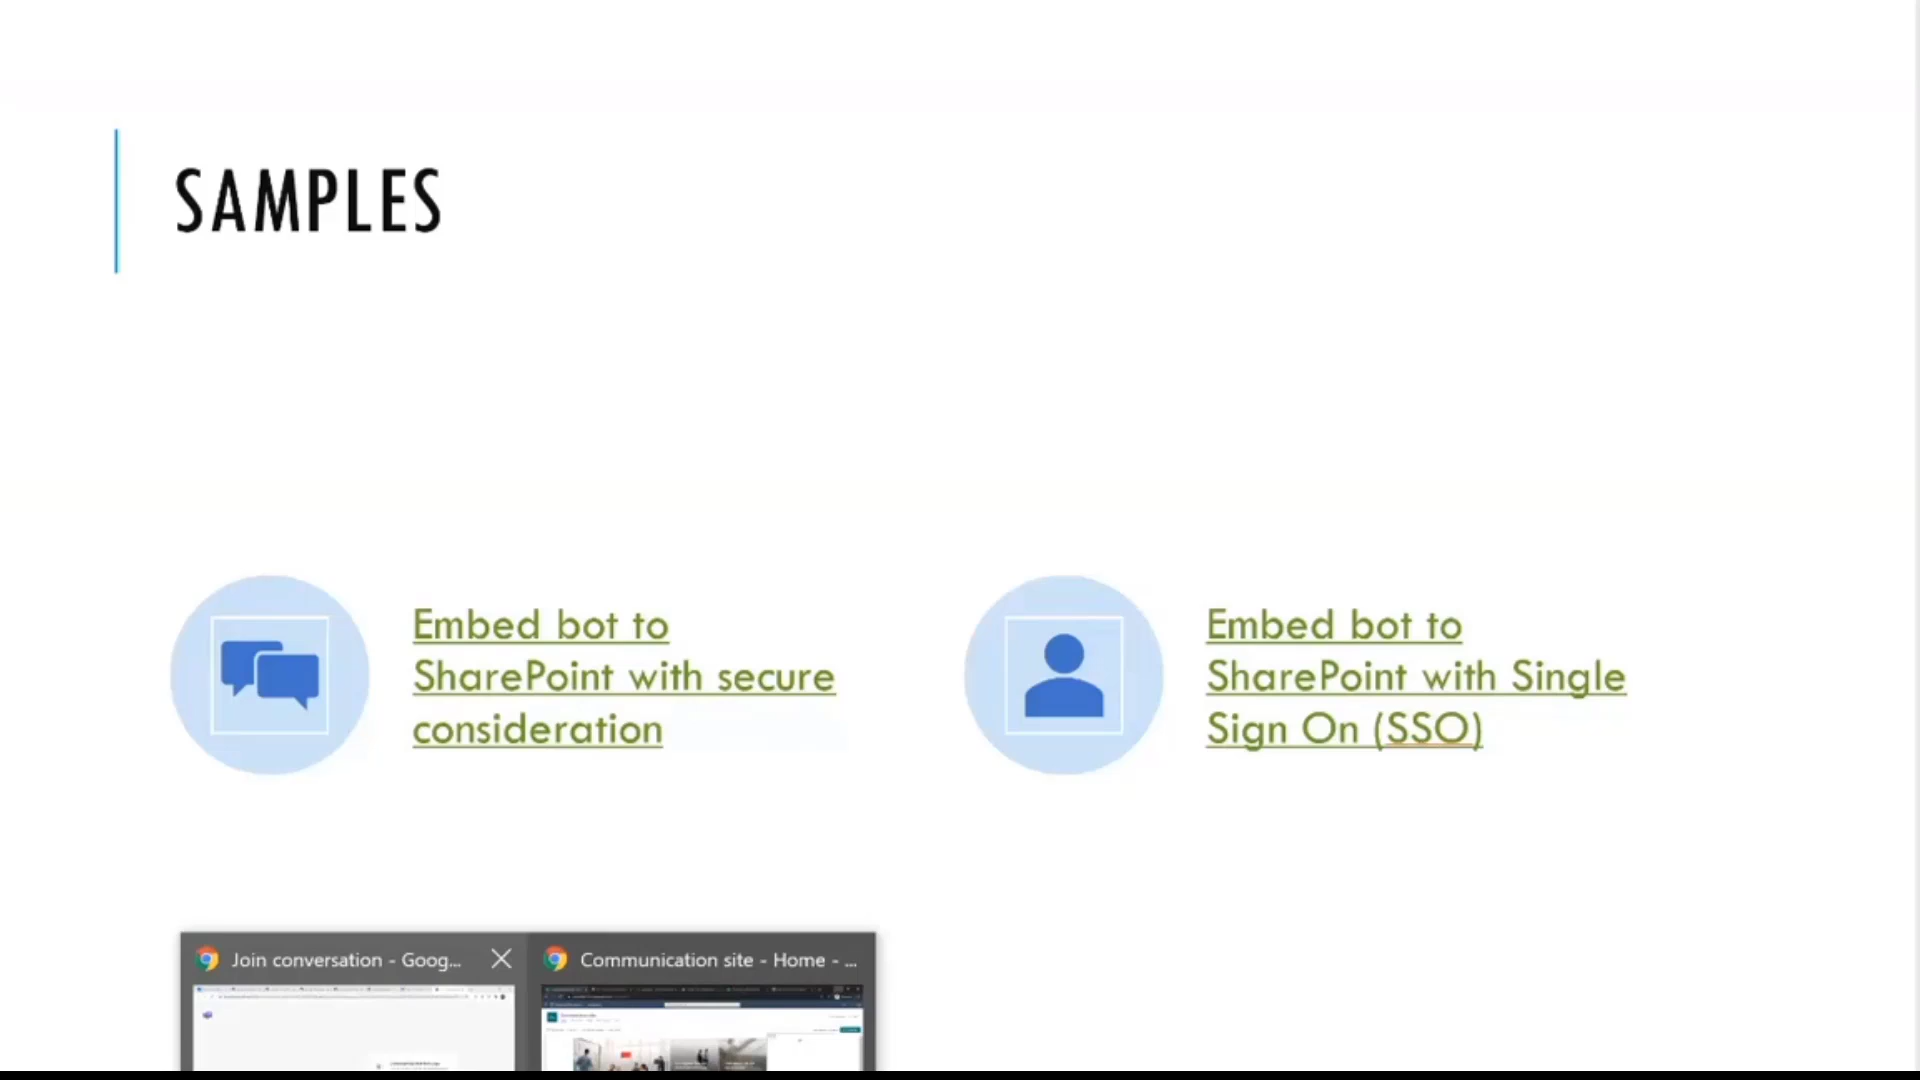 SAMPLES
Embed bot to
SharePoint with secure
consideration
Embed bot to
SharePoint with Single
Sign On (SSO)
Join conversation - Goog...
Communication site - Home - ...